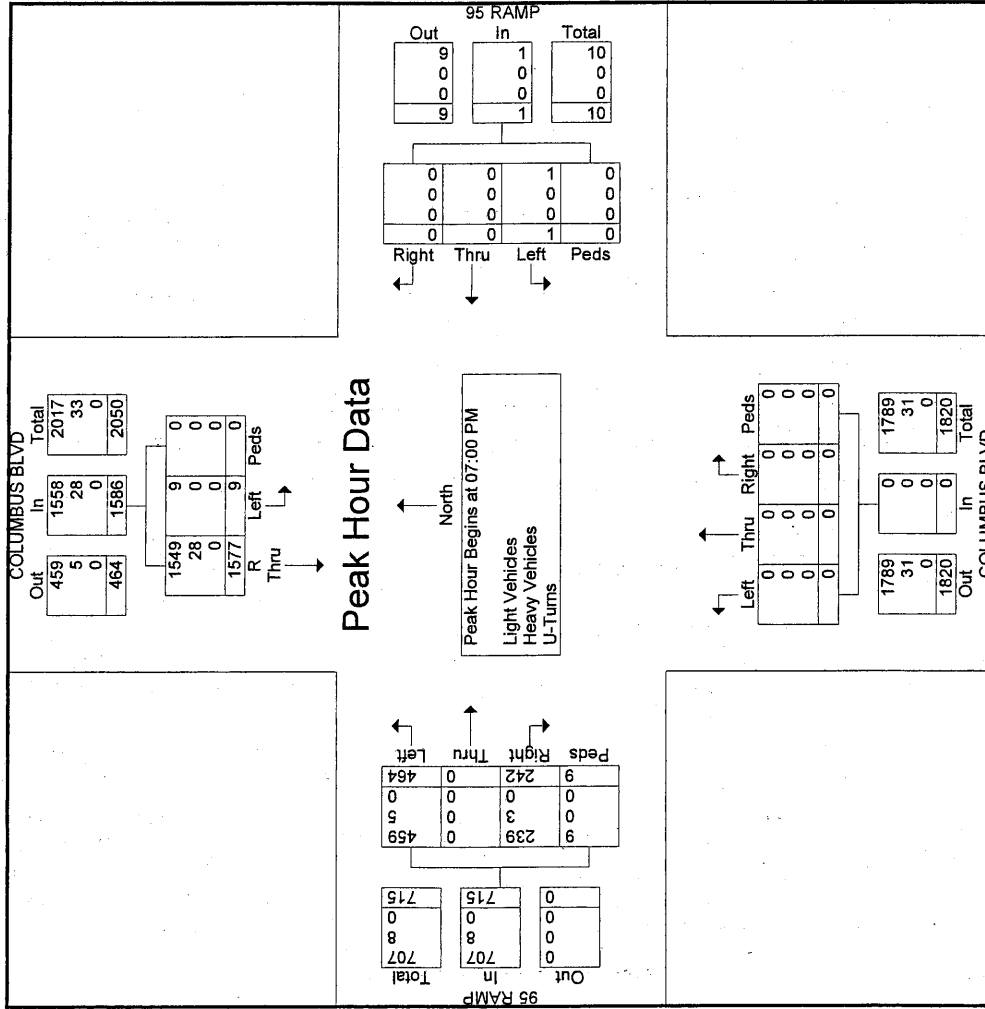 95 RAMP
Out In Total
9 1 10
0 0 0
0 0 0
9 1 10
0 0 1 0
0 0 0 0
0 0 0 0
0 0 1 0
Right Thru Left Peds
COLUMBUS BLVD
Out In Total
459 1558 2017
5 28 33
0 0 0
464 1586 2050
1549 9 0
28 0 0
0 0 0
1577 9 0
R Left Peds
Thru
Peak Hour Data
North
Peak Hour Begins at 07:00 PM
Light Vehicles
Heavy Vehicles
U-Turns
95 RAMP
Out In Total
0 707 707
0 8 8
0 0 0
0 715 715
9 239 0 459
0 3 0 5
0 0 0 0
9 242 0 464
Peds Right Thru Left
Left Thru Right Peds
0 0 0 0
0 0 0 0
0 0 0 0
0 0 0 0
1789 0 1789
31 0 31
0 0 0
1820 0 1820
Out In Total
COLUMBUS BLVD